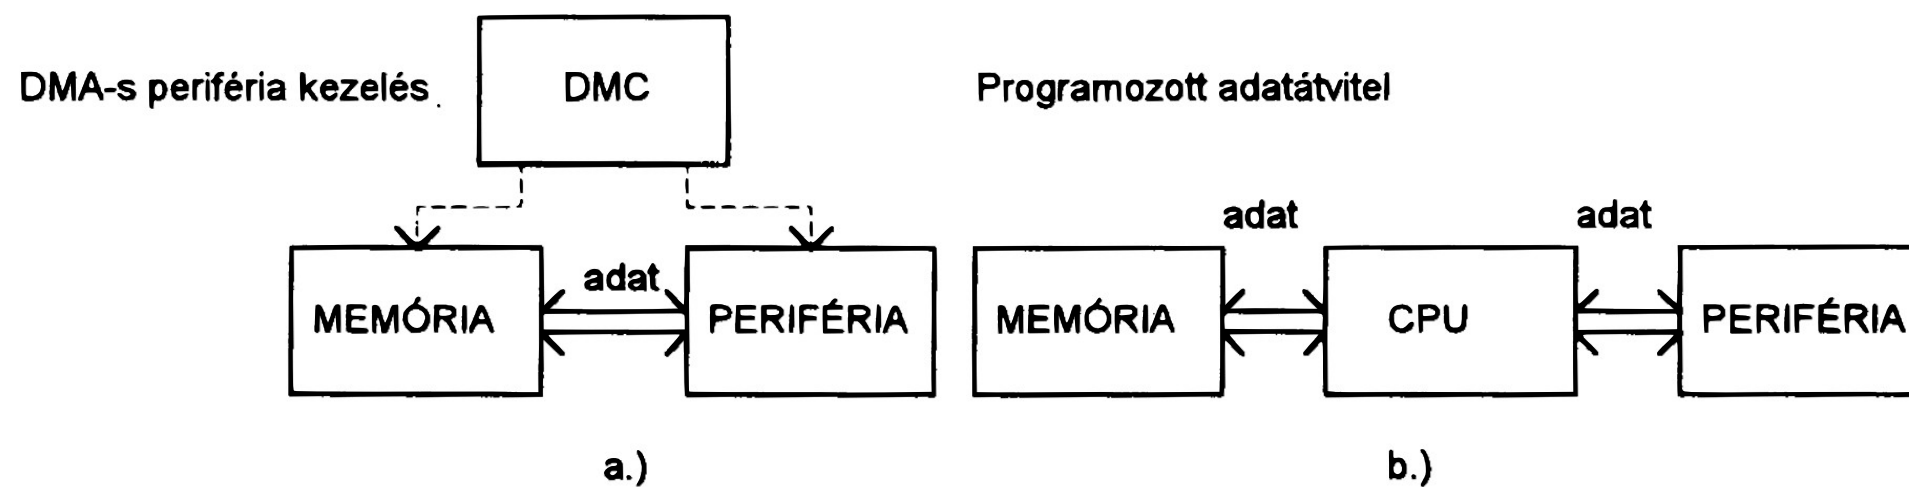 DMA-s periféria kezelés
DMC
MEMÓRIA
adat
PERIFÉRIA
a.)
Programozott adatátvitel
adat
adat
MEMÓRIA
CPU
PERIFÉRIA
b.)